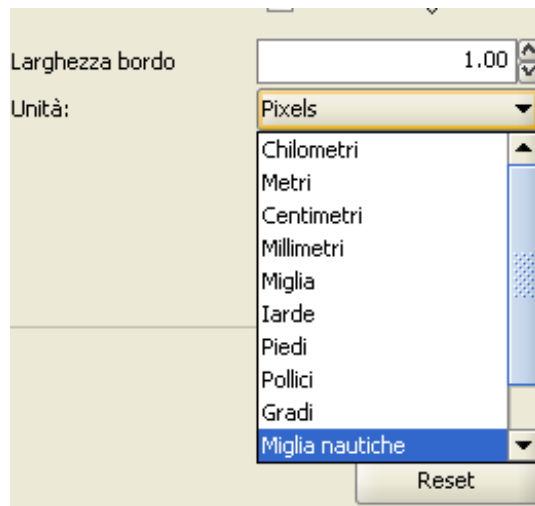 Larghezza bordo 1.00
Unità: Pixels
Chilometri
Metri
Centimetri
Millimetri
Miglia
Iarde
Piedi
Pollici
Gradi
Miglia nautiche
Reset